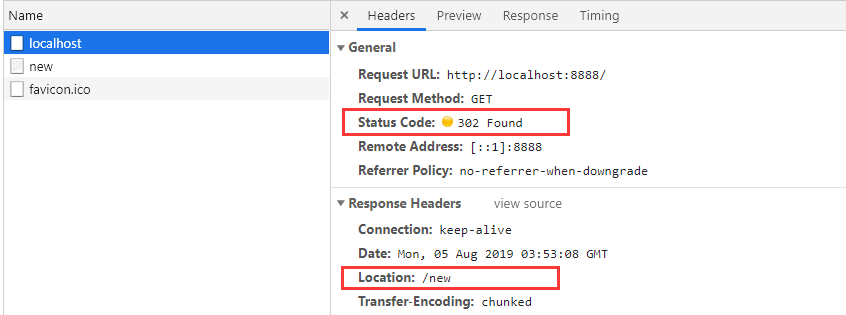 Name
localhost
new
favicon.ico
× Headers Preview Response Timing
▼ General
Request URL: http://localhost:8888/
Request Method: GET
Status Code: 302 Found
Remote Address: [::1]:8888
Referrer Policy: no-referrer-when-downgrade
▼ Response Headers view source
Connection: keep-alive
Date: Mon, 05 Aug 2019 03:53:08 GMT
Location: /new
Transfer-Encoding: chunked